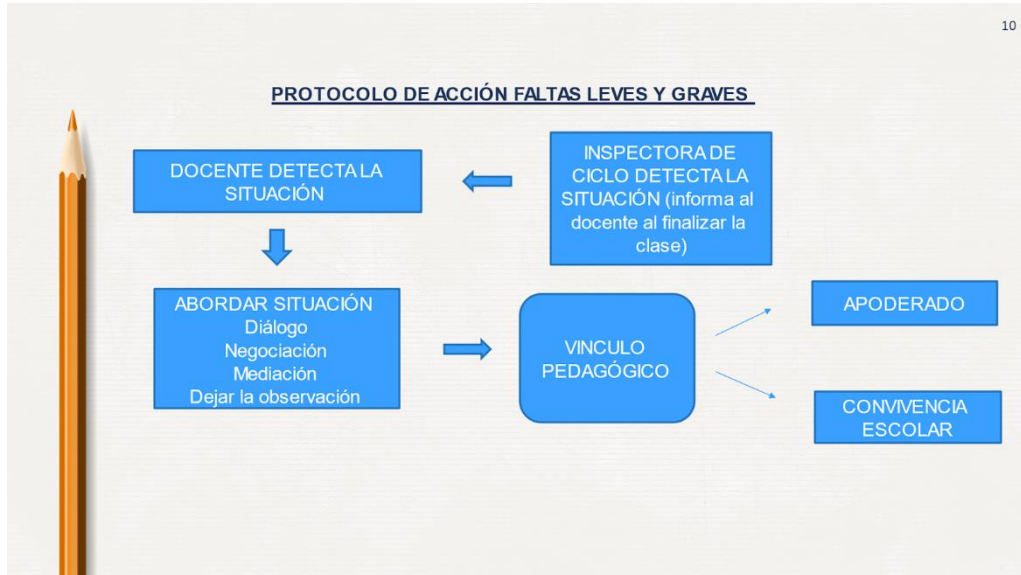 10
PROTOCOLO DE ACCIÓN FALTAS LEVES Y GRAVES
DOCENTE DETECTA LA
SITUACIÓN
INSPECTORA DE
CICLO DETECTA LA
SITUACIÓN (informa al
docente al finalizar la
clase)
ABORDAR SITUACIÓN
Diálogo
Negociación
Mediación
Dejar la observación
VINCULO
PEDAGÓGICO
APODERADO
CONVIVENCIA
ESCOLAR